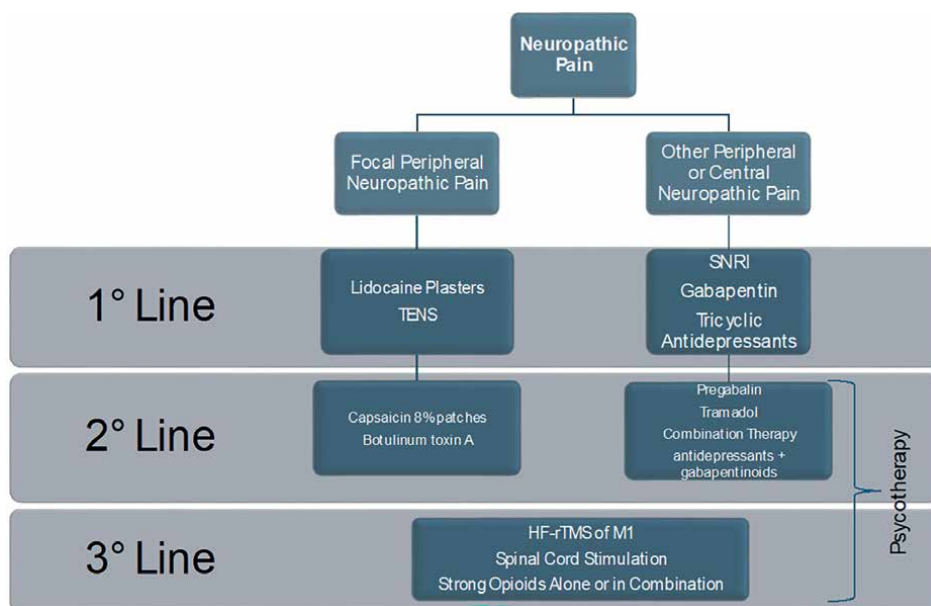 Neuropathic
Pain
Focal Peripheral
Neuropathic Pain
Other Peripheral
or Central
Neuropathic Pain
1° Line
Lidocaine Plasters
TENS
SNRI
Gabapentin
Tricyclic
Antidepressants
2° Line
Capsaicin 8% patches
Botulinum toxin A
Pregabalin
Tramadol
Combination Therapy
antidepressants +
gabapentinoids
3° Line
HF-rTMS of M1
Spinal Cord Stimulation
Strong Opioids Alone or in Combination
Psycotherapy